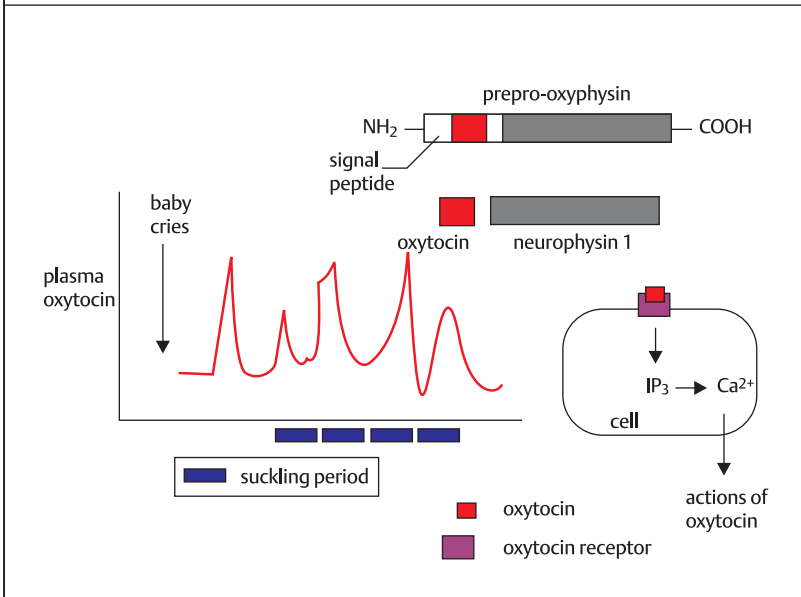 prepro-oxyphysin
NH₂
COOH
signal
peptide
baby
cries
oxytocin
neurophysin 1
plasma
oxytocin
IP₃
Ca²⁺
cell
suckling period
actions of
oxytocin
oxytocin
oxytocin receptor